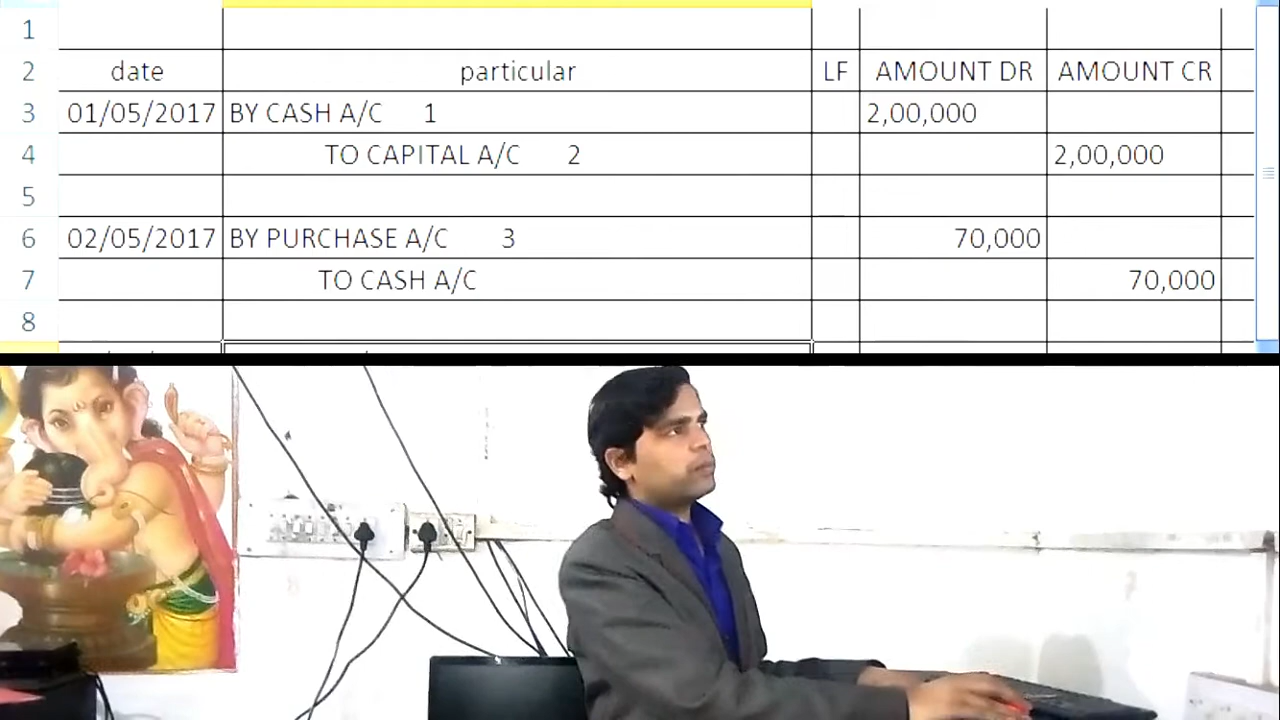 1
2 date particular LF AMOUNT DR AMOUNT CR
3 01/05/2017 BY CASH A/C 1 2,00,000
4 TO CAPITAL A/C 2 2,00,000
5
6 02/05/2017 BY PURCHASE A/C 3 70,000
7 TO CASH A/C 70,000
8